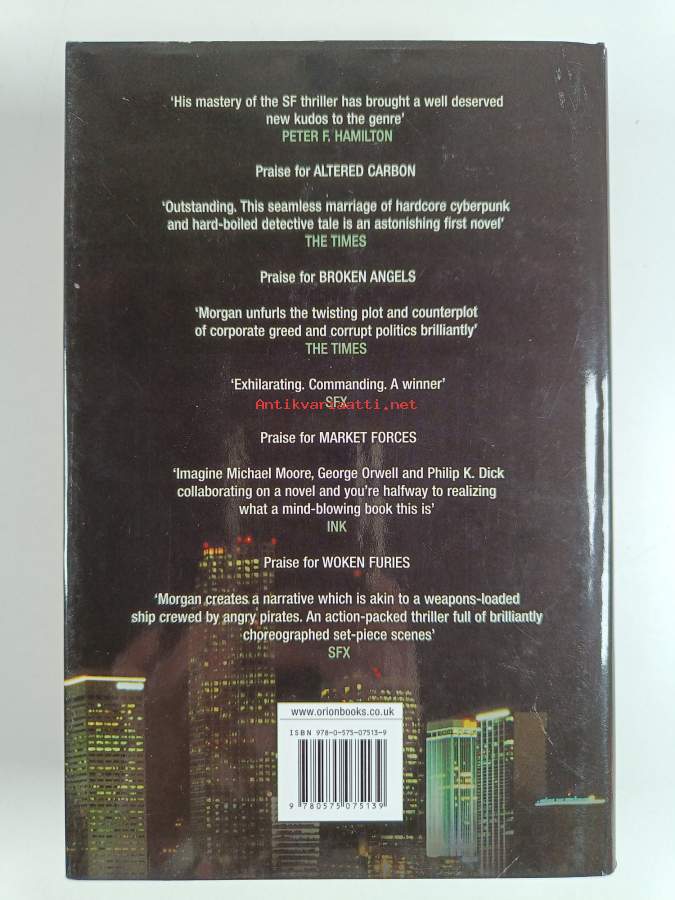 ‘His mastery of the SF thriller has brought a well deserved
new kudos to the genre’
PETER F. HAMILTON
Praise for ALTERED CARBON
‘Outstanding. This seamless marriage of hardcore cyberpunk
and hard-boiled detective tale is an astonishing first novel’
THE TIMES
Praise for BROKEN ANGELS
‘Morgan unfurls the twisting plot and counterplot
of corporate greed and corrupt politics brilliantly’
THE TIMES
‘Exhilarating. Commanding. A winner’
SFX
Antikvariaatti.net
Praise for MARKET FORCES
‘Imagine Michael Moore, George Orwell and Philip K. Dick
collaborating on a novel and you’re halfway to realizing
what a mind-blowing book this is’
INK
Praise for WOKEN FURIES
‘Morgan creates a narrative which is akin to a weapons-loaded
ship crewed by angry pirates. An action-packed thriller full of brilliantly
choreographed set-piece scenes’
SFX
www.orionbooks.co.uk
ISBN 978-0-575-07513-9
9 780575 075139